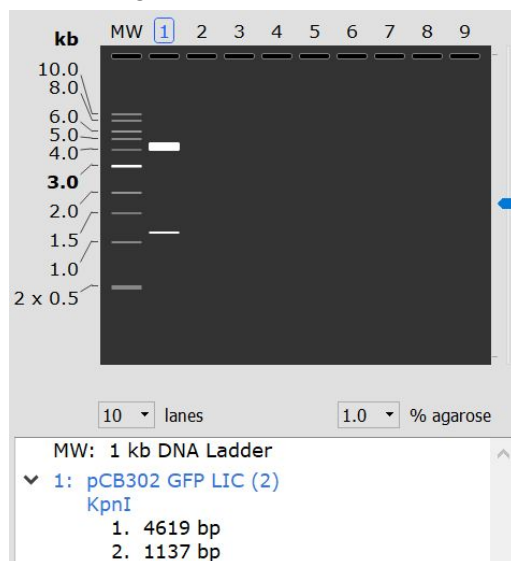 kb MW 1 2 3 4 5 6 7 8 9
10.0
8.0
6.0
5.0
4.0
3.0
2.0
1.5
1.0
2 x 0.5
10 lanes 1.0 % agarose
MW: 1 kb DNA Ladder
1: pCB302 GFP LIC (2)
KpnI
1. 4619 bp
2. 1137 bp